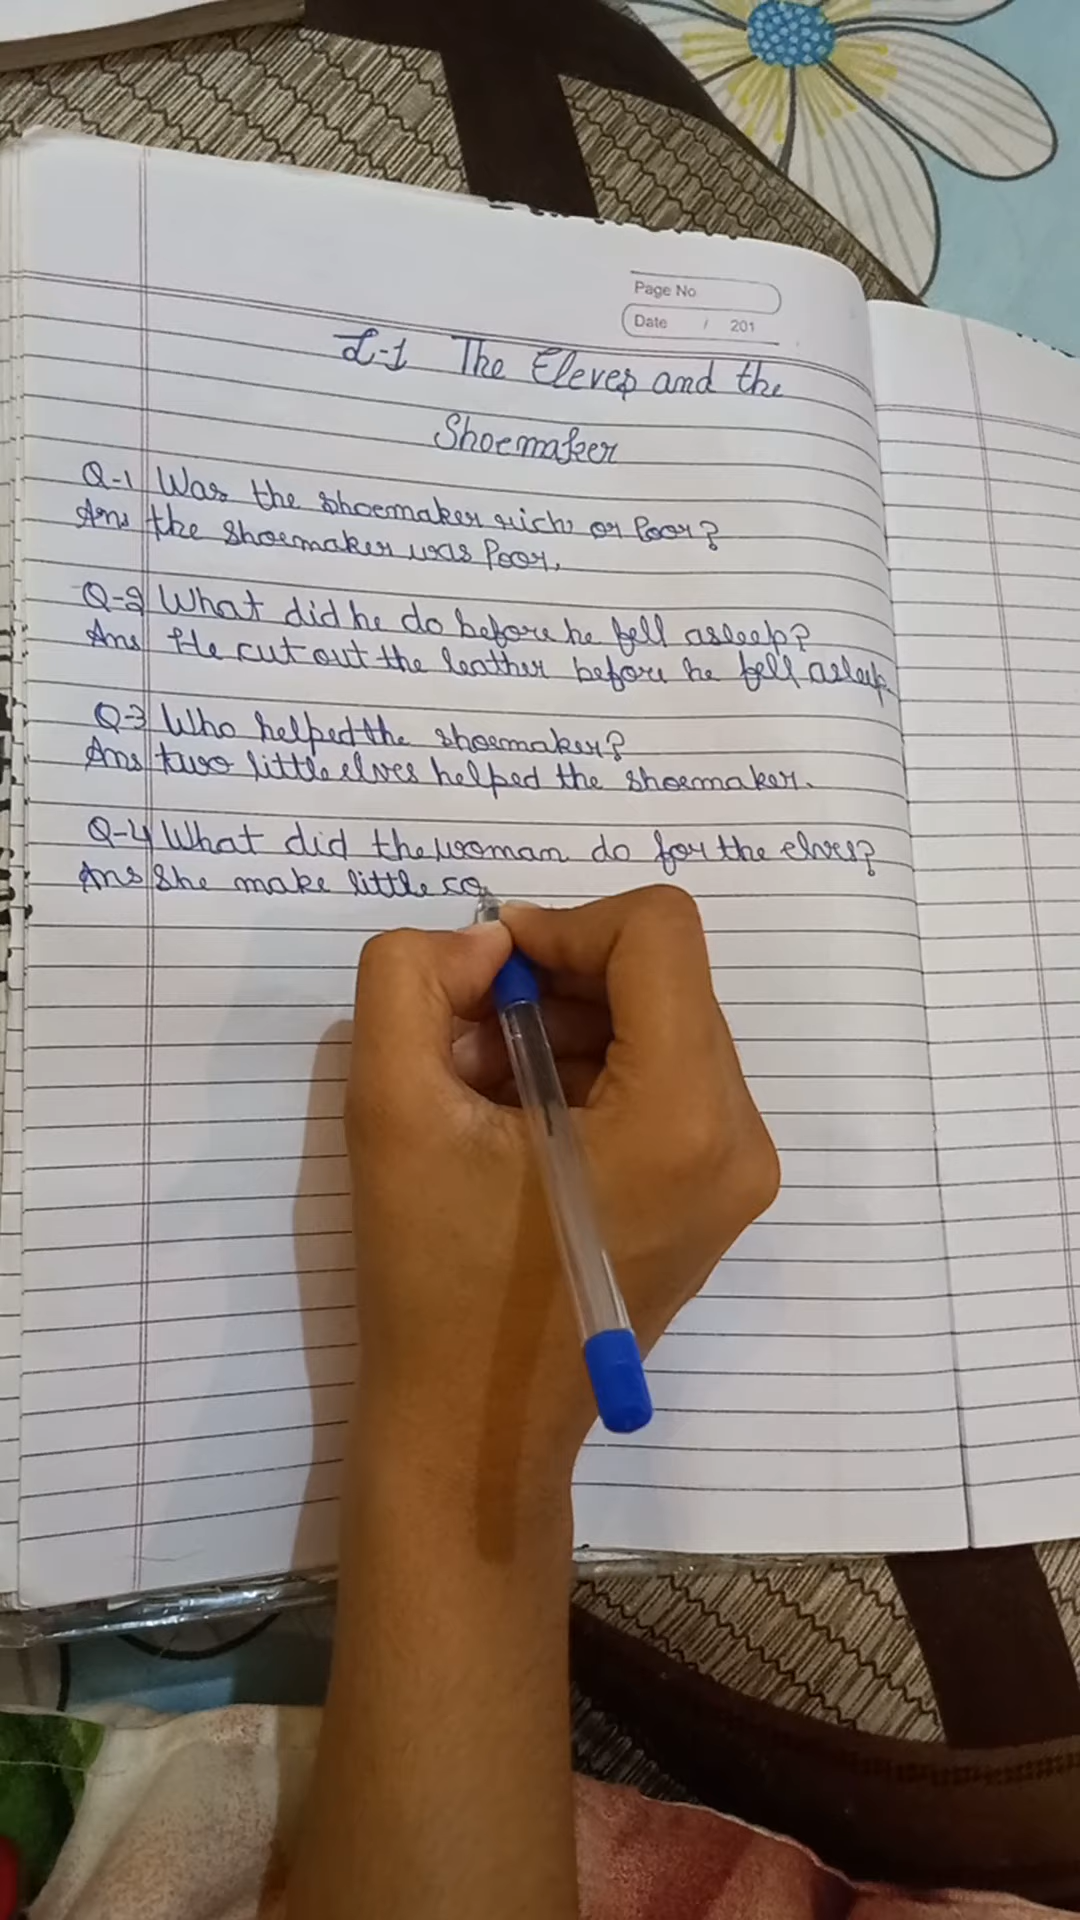 Page No
Date / 201
L-1 The Eleves and the
Shoemaker
Q-1 Was the shoemaker rich or Poor?
Ans the shoemaker was Poor.
Q-2 What did he do before he fell asleep?
Ans He cut out the leather before he fell asleep
Q-3 Who helped the shoemaker?
Ans two little elves helped the shoemaker.
Q-4 What did the woman do for the elves?
Ans She make little co